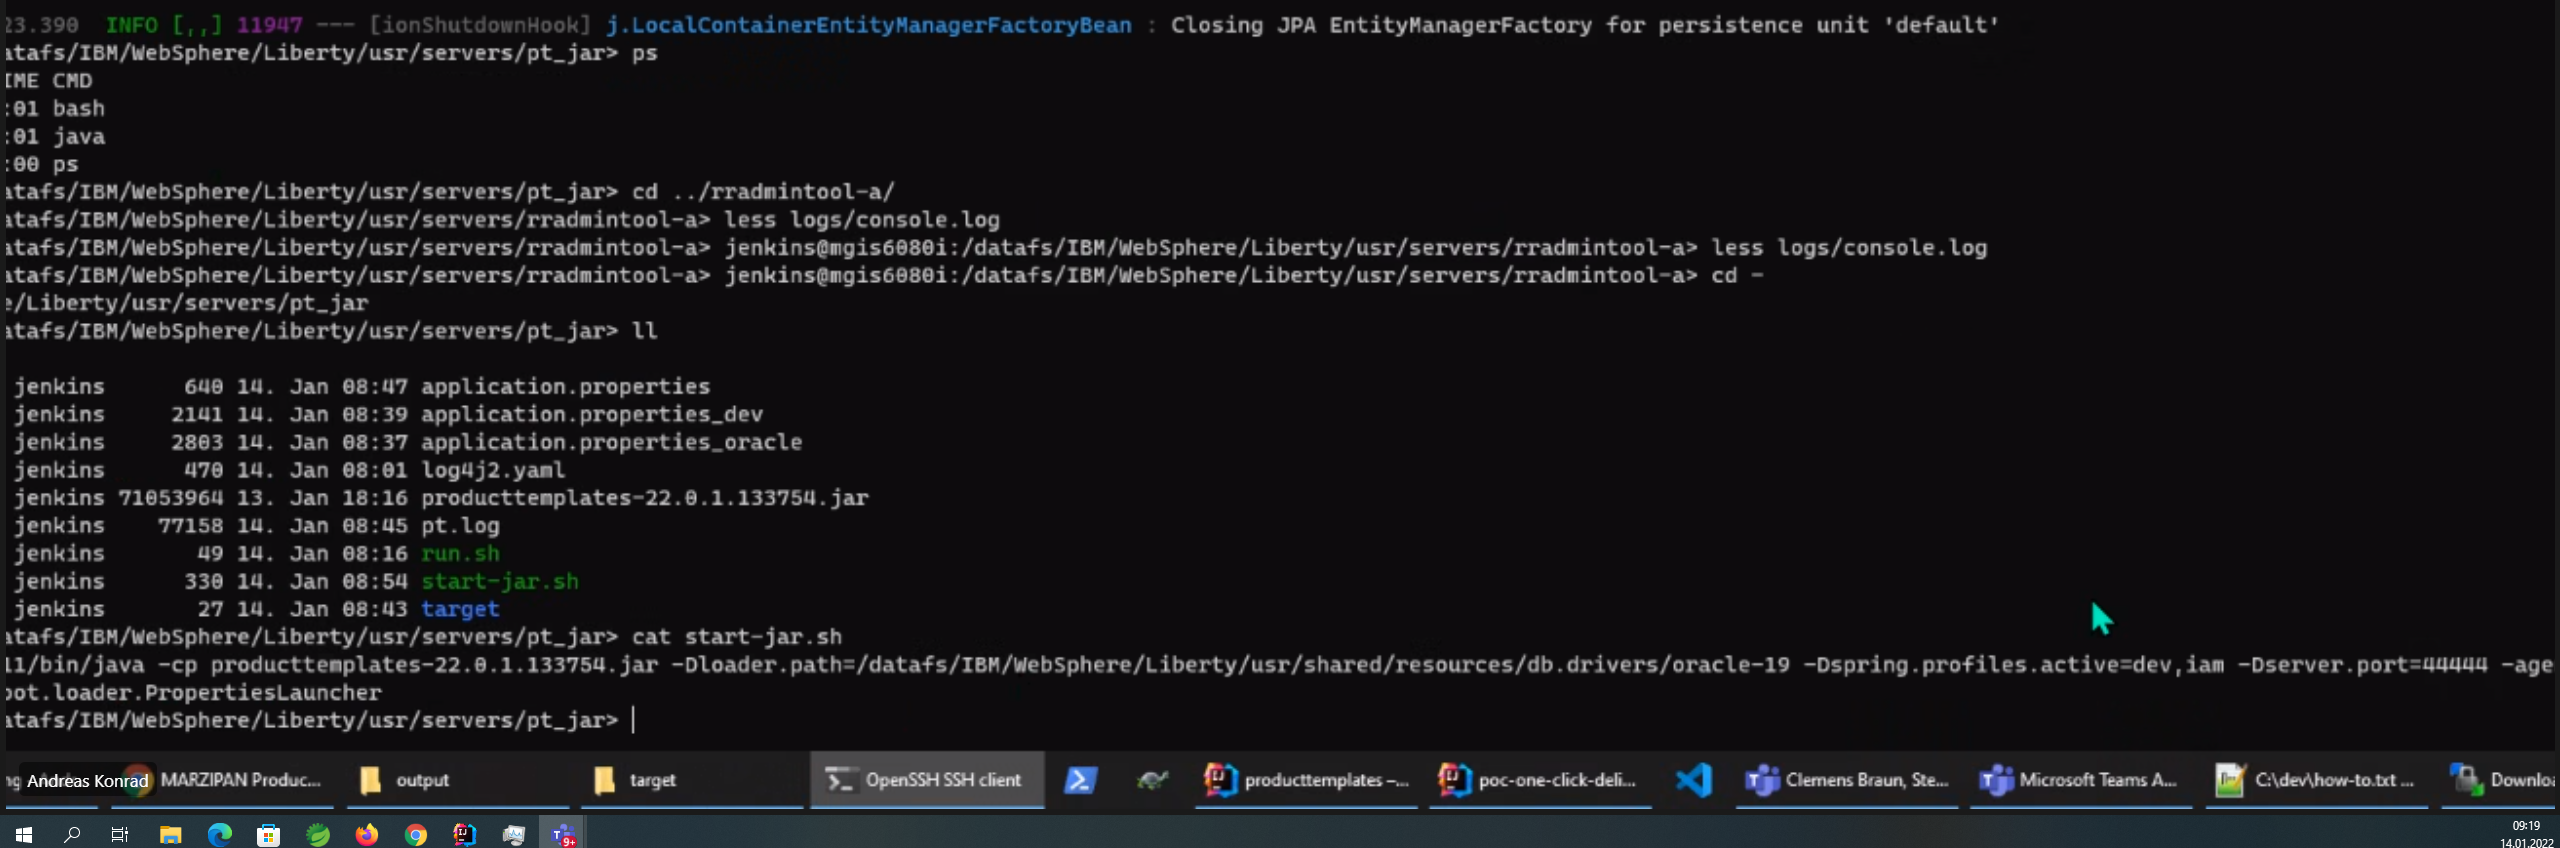 23.390  INFO [,,] 11947 --- [ionShutdownHook] j.LocalContainerEntityManagerFactoryBean : Closing JPA EntityManagerFactory for persistence unit 'default'
atafs/IBM/WebSphere/Liberty/usr/servers/pt_jar> ps
IME CMD
:01 bash
:01 java
:00 ps
atafs/IBM/WebSphere/Liberty/usr/servers/pt_jar> cd ../rradmintool-a/
atafs/IBM/WebSphere/Liberty/usr/servers/rradmintool-a> less logs/console.log
atafs/IBM/WebSphere/Liberty/usr/servers/rradmintool-a> jenkins@mgis6080i:/datafs/IBM/WebSphere/Liberty/usr/servers/rradmintool-a> less logs/console.log
atafs/IBM/WebSphere/Liberty/usr/servers/rradmintool-a> jenkins@mgis6080i:/datafs/IBM/WebSphere/Liberty/usr/servers/rradmintool-a> cd -
e/Liberty/usr/servers/pt_jar
atafs/IBM/WebSphere/Liberty/usr/servers/pt_jar> ll
jenkins      640 14. Jan 08:47 application.properties
jenkins     2141 14. Jan 08:39 application.properties_dev
jenkins     2803 14. Jan 08:37 application.properties_oracle
jenkins      470 14. Jan 08:01 log4j2.yaml
jenkins 71053964 13. Jan 18:16 producttemplates-22.0.1.133754.jar
jenkins    77158 14. Jan 08:45 pt.log
jenkins       49 14. Jan 08:16 run.sh
jenkins      330 14. Jan 08:54 start-jar.sh
jenkins       27 14. Jan 08:43 target
atafs/IBM/WebSphere/Liberty/usr/servers/pt_jar> cat start-jar.sh
11/bin/java -cp producttemplates-22.0.1.133754.jar -Dloader.path=/datafs/IBM/WebSphere/Liberty/usr/shared/resources/db.drivers/oracle-19 -Dspring.profiles.active=dev,iam -Dserver.port=44444 -age
oot.loader.PropertiesLauncher
atafs/IBM/WebSphere/Liberty/usr/servers/pt_jar>
Andreas Konrad MARZIPAN Produc... output target OpenSSH SSH client producttemplates –... poc-one-click-deli... Clemens Braun, Ste... Microsoft Teams A... C:\dev\how-to.txt ... Downloa
9+
09:19
14.01.2022